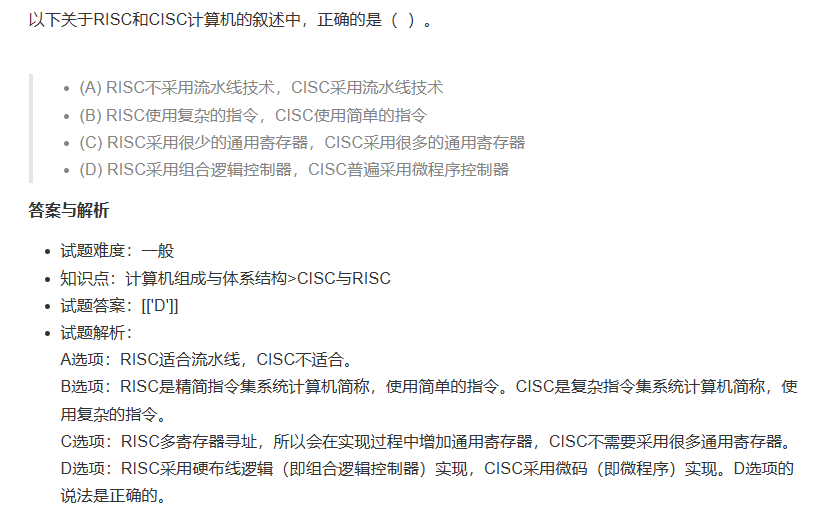 以下关于RISC和CISC计算机的叙述中，正确的是（ ）。
(A) RISC不采用流水线技术，CISC采用流水线技术
(B) RISC使用复杂的指令，CISC使用简单的指令
(C) RISC采用很少的通用寄存器，CISC采用很多的通用寄存器
(D) RISC采用组合逻辑控制器，CISC普遍采用微程序控制器
答案与解析
试题难度：一般
知识点：计算机组成与体系结构>CISC与RISC
试题答案：[['D']]
试题解析：
A选项：RISC适合流水线，CISC不适合。
B选项：RISC是精简指令集系统计算机简称，使用简单的指令。CISC是复杂指令集系统计算机简称，使
用复杂的指令。
C选项：RISC多寄存器寻址，所以会在实现过程中增加通用寄存器，CISC不需要采用很多通用寄存器。
D选项：RISC采用硬布线逻辑（即组合逻辑控制器）实现，CISC采用微码（即微程序）实现。D选项的
说法是正确的。